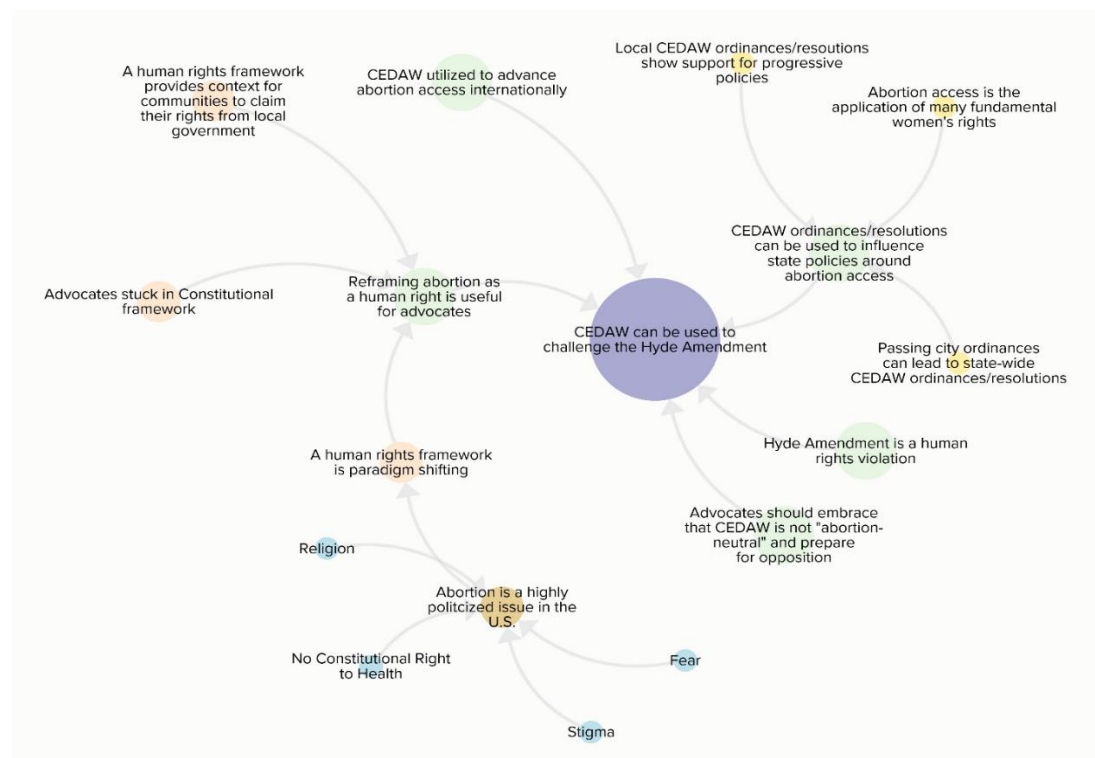 A human rights framework
provides context for
communities to claim
their rights from local
government
CEDAW utilized to advance
abortion access internationally
Local CEDAW ordinances/resoutions
show support for progressive
policies
Abortion access is the
application of many fundamental
women's rights
Advocates stuck in Constitutional
framework
Reframing abortion as
a human right is useful
for advocates
CEDAW ordinances/resolutions
can be used to influence
state policies around
abortion access
CEDAW can be used to
challenge the Hyde Amendment
Passing city ordinances
can lead to state-wide
CEDAW ordinances/resolutions
A human rights framework
is paradigm shifting
Hyde Amendment is a human
rights violation
Advocates should embrace
that CEDAW is not "abortion-
neutral" and prepare
for opposition
Religion
Abortion is a highly
politcized issue in the
U.S.
No Constitutional Right
to Health
Fear
Stigma